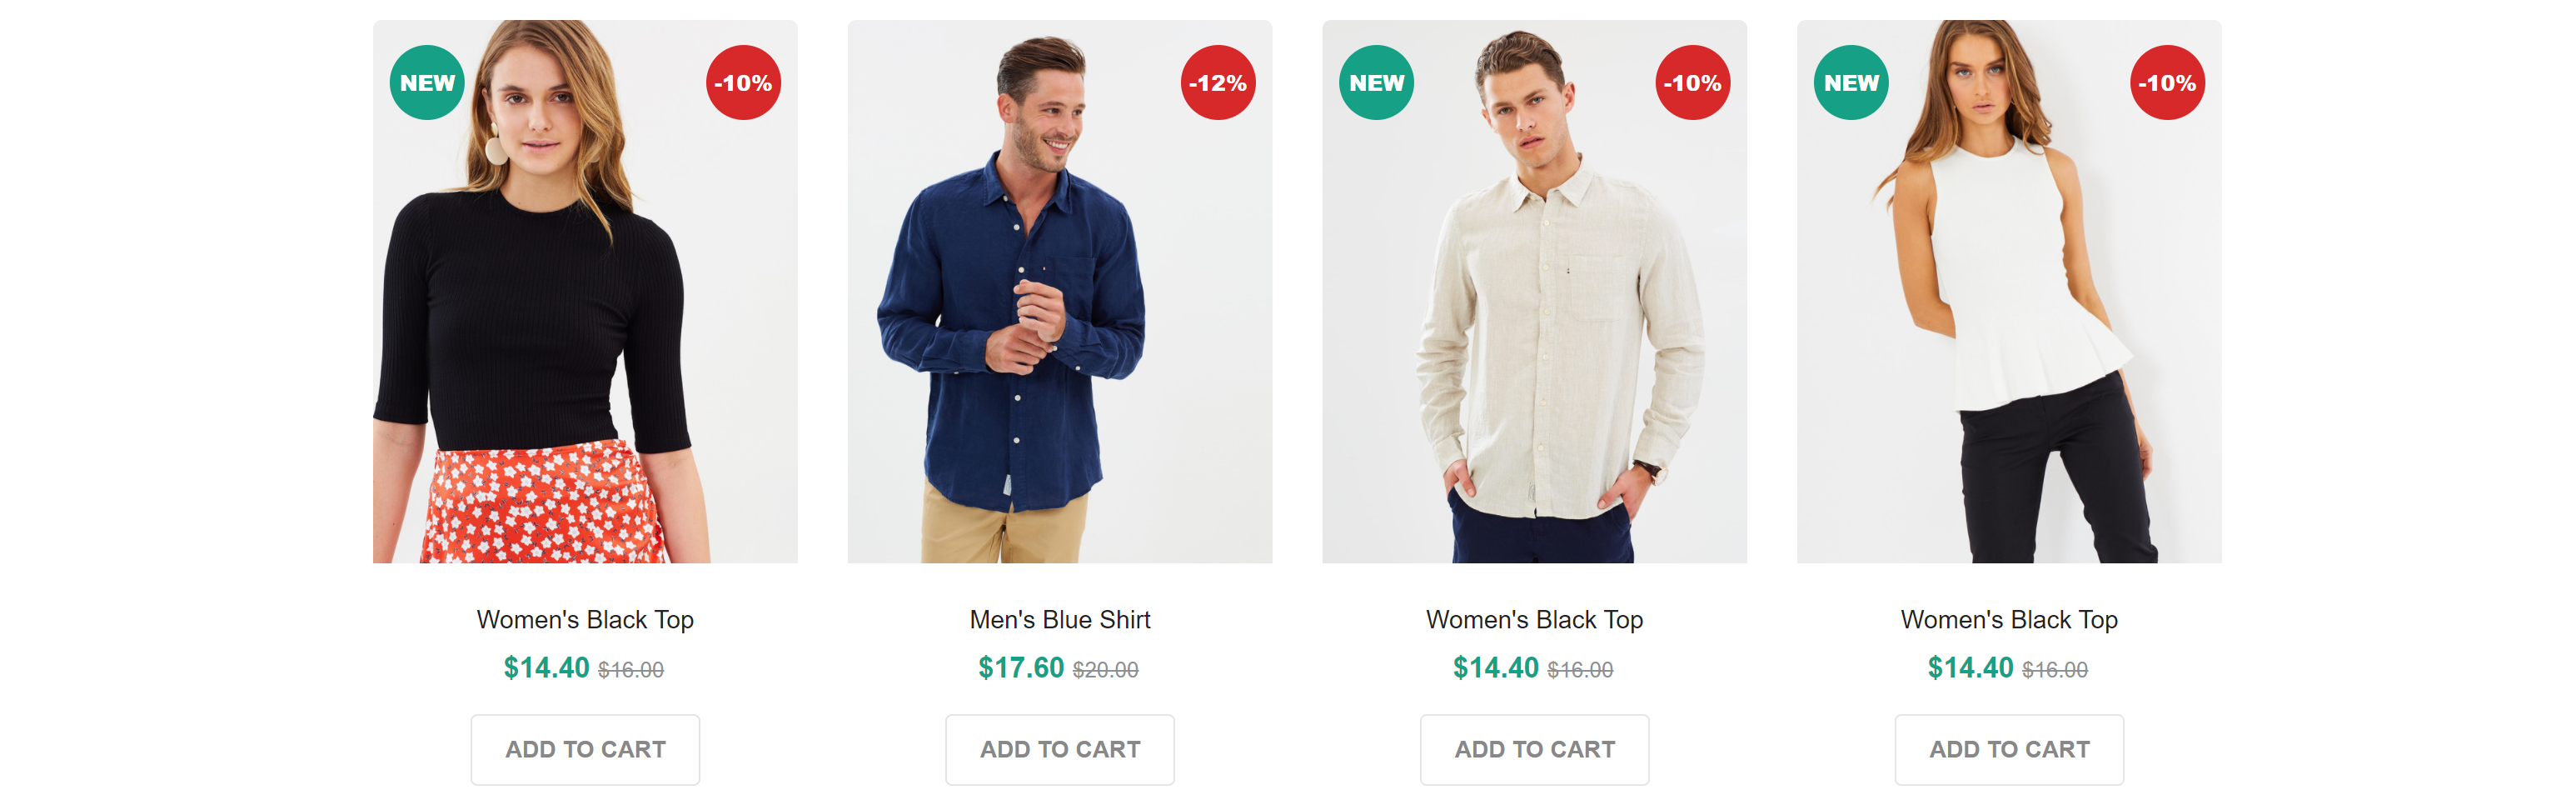 NEW
-10%
Women's Black Top
$14.40 $16.00
ADD TO CART
-12%
Men's Blue Shirt
$17.60 $20.00
ADD TO CART
NEW
-10%
Women's Black Top
$14.40 $16.00
ADD TO CART
NEW
-10%
Women's Black Top
$14.40 $16.00
ADD TO CART